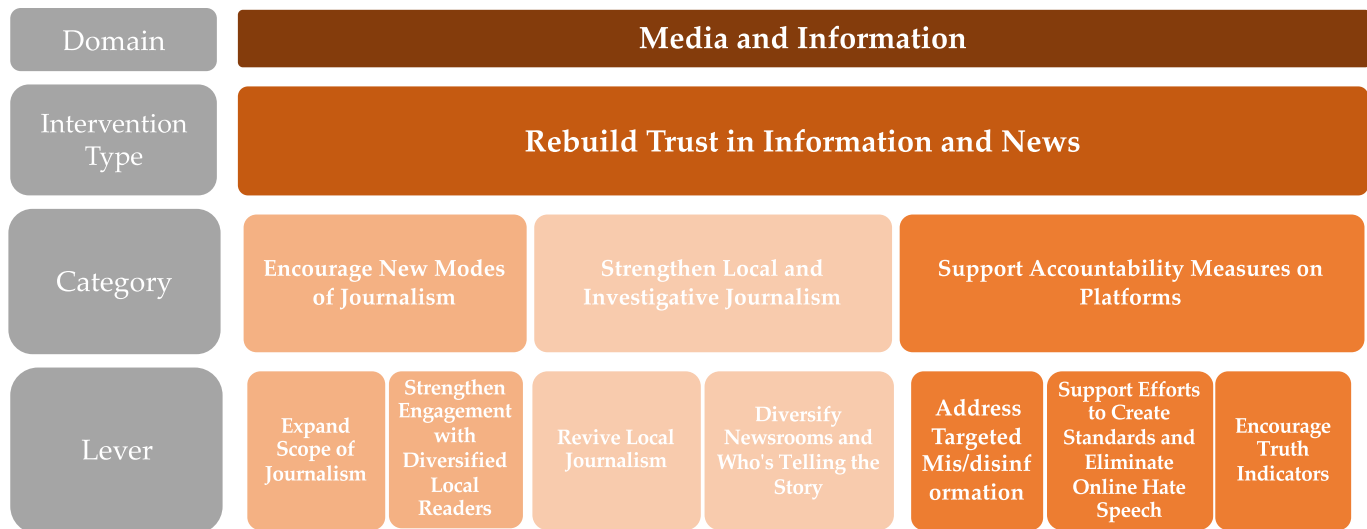 Domain
Media and Information
Intervention
Type
Rebuild Trust in Information and News
Category
Encourage New Modes
of Journalism
Strengthen Local and
Investigative Journalism
Support Accountability Measures on
Platforms
Lever
Expand
Scope of
Journalism
Strengthen
Engagement
with
Diversified
Local
Readers
Revive Local
Journalism
Diversify
Newsrooms and
Who's Telling the
Story
Address
Targeted
Mis/disinf
ormation
Support Efforts
to Create
Standards and
Eliminate
Online Hate
Speech
Encourage
Truth
Indicators